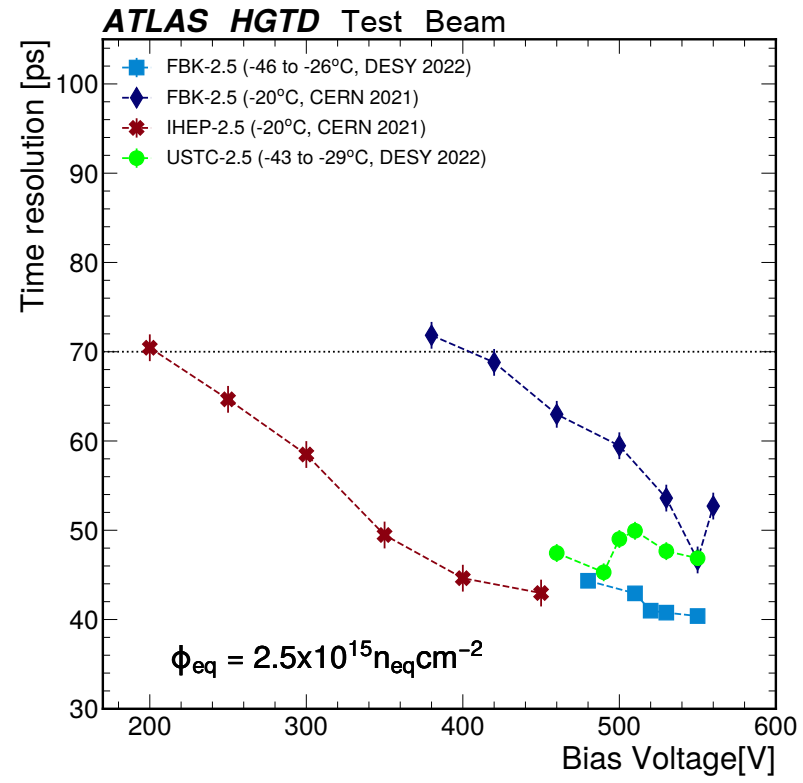 ATLAS HGTD Test Beam
Time resolution [ps]
FBK-2.5 (-46 to -26°C, DESY 2022)
FBK-2.5 (-20°C, CERN 2021)
IHEP-2.5 (-20°C, CERN 2021)
USTC-2.5 (-43 to -29°C, DESY 2022)
100
90
80
70
60
50
40
30
ϕeq = 2.5x10¹⁵neqcm⁻²
200 300 400 500 600
Bias Voltage[V]